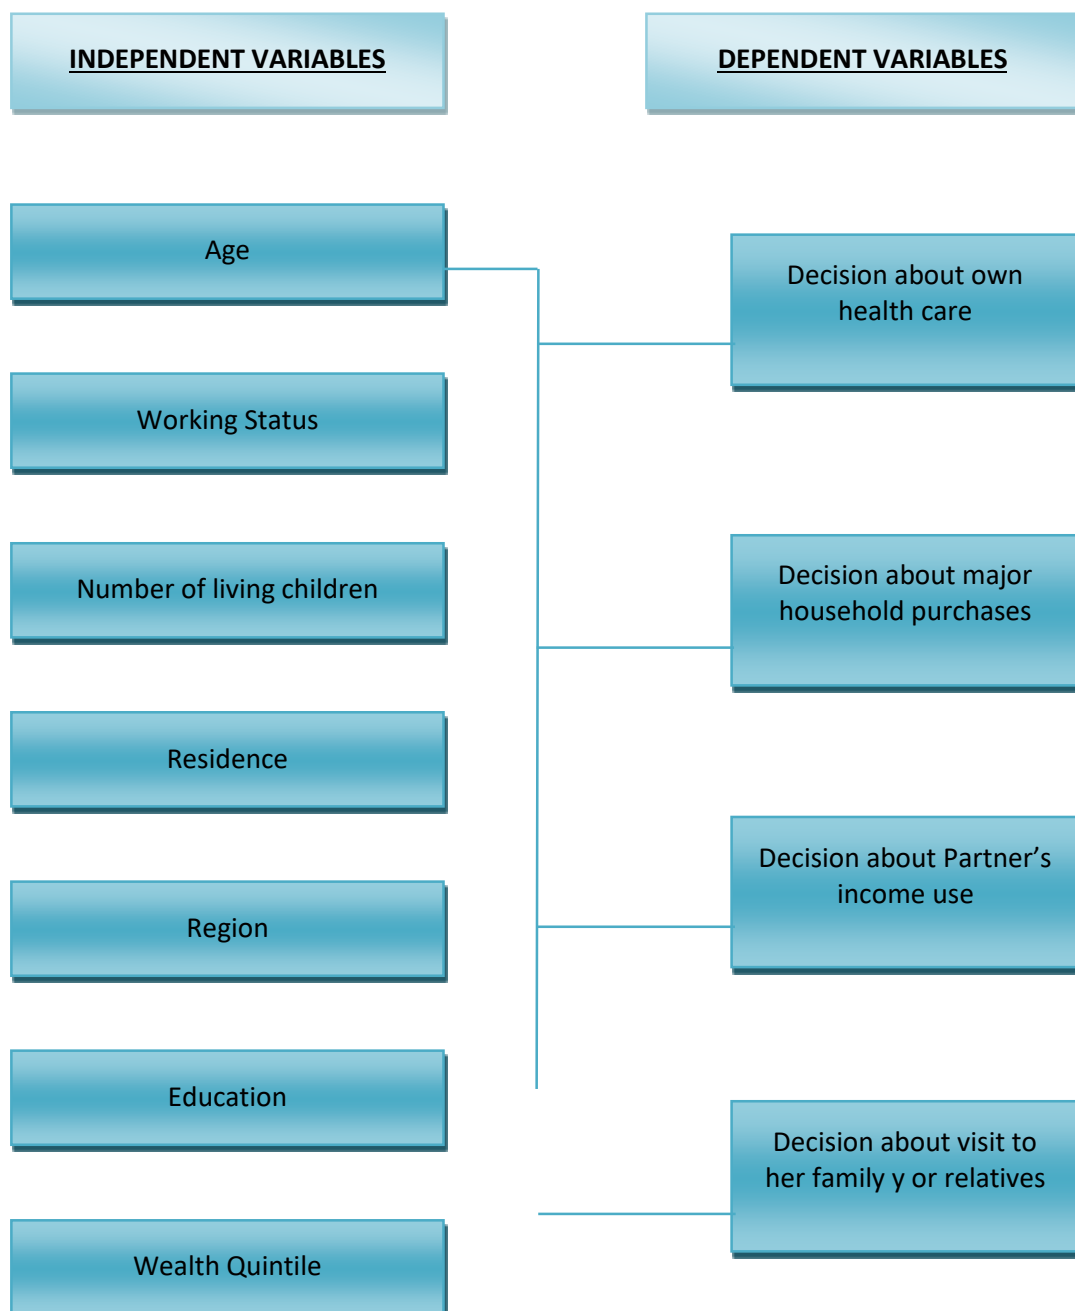 INDEPENDENT VARIABLES
DEPENDENT VARIABLES
Age
Working Status
Number of living children
Residence
Region
Education
Wealth Quintile
Decision about own
health care
Decision about major
household purchases
Decision about Partner’s
income use
Decision about visit to
her family y or relatives